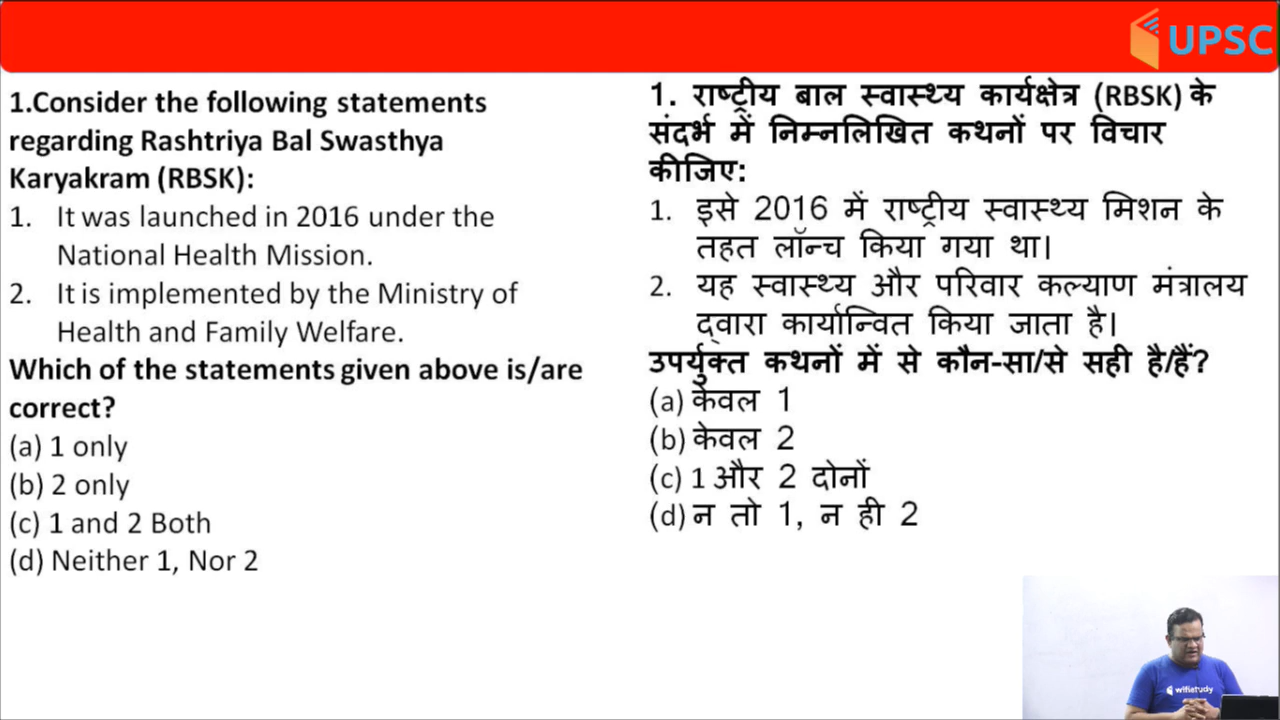 UPSC
1.Consider the following statements
regarding Rashtriya Bal Swasthya
Karyakram (RBSK):
1. It was launched in 2016 under the
National Health Mission.
2. It is implemented by the Ministry of
Health and Family Welfare.
Which of the statements given above is/are
correct?
(a) 1 only
(b) 2 only
(c) 1 and 2 Both
(d) Neither 1, Nor 2
1. राष्ट्रीय बाल स्वास्थ्य कार्यक्षेत्र (RBSK) के
संदर्भ में निम्नलिखित कथनों पर विचार
कीजिए:
1. इसे 2016 में राष्ट्रीय स्वास्थ्य मिशन के
तहत लॉन्च किया गया था।
2. यह स्वास्थ्य और परिवार कल्याण मंत्रालय
द्वारा कार्यान्वित किया जाता है।
उपर्युक्त कथनों में से कौन-सा/से सही है/हैं?
(a) केवल 1
(b) केवल 2
(c) 1 और 2 दोनों
(d) न तो 1, न ही 2
wifistudy